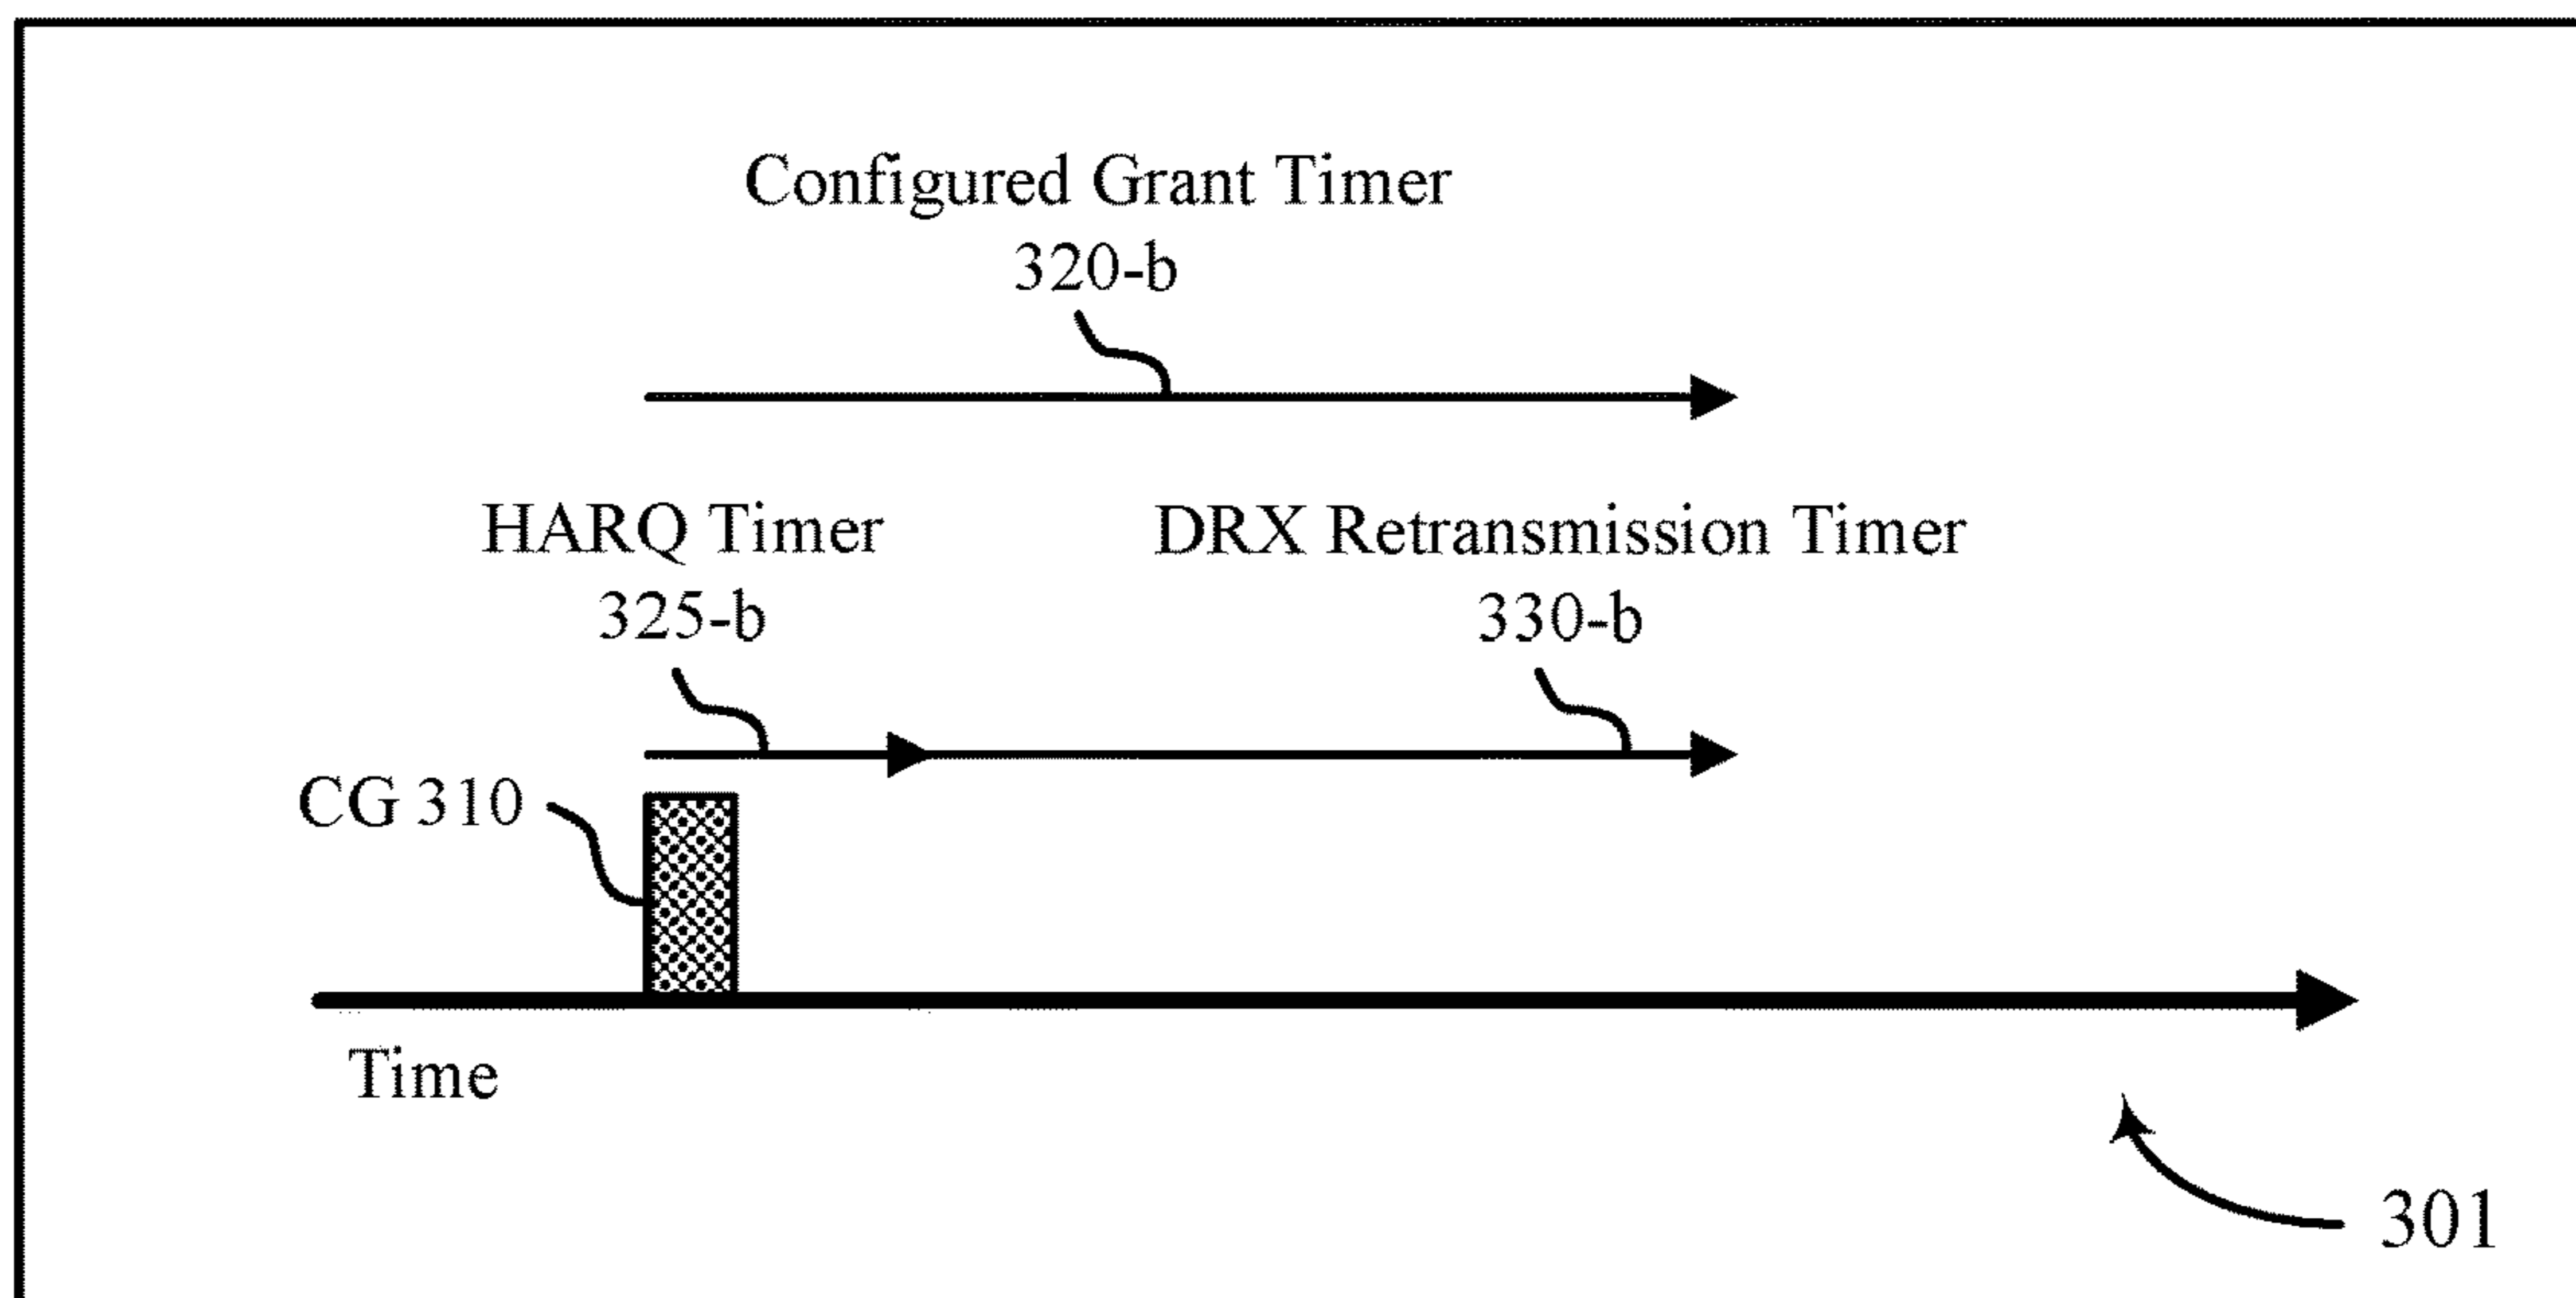 Configured Grant Timer
320-b
HARQ Timer
325-b
DRX Retransmission Timer
330-b
CG 310
Time
301